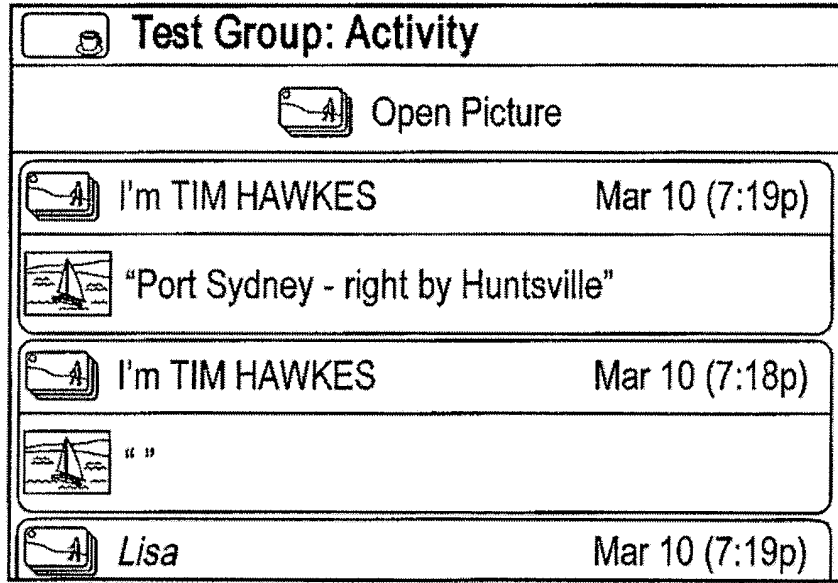 Test Group: Activity
Open Picture
I'm TIM HAWKES Mar 10 (7:19p)
“Port Sydney - right by Huntsville”
I'm TIM HAWKES Mar 10 (7:18p)
“ ”
Lisa Mar 10 (7:19p)